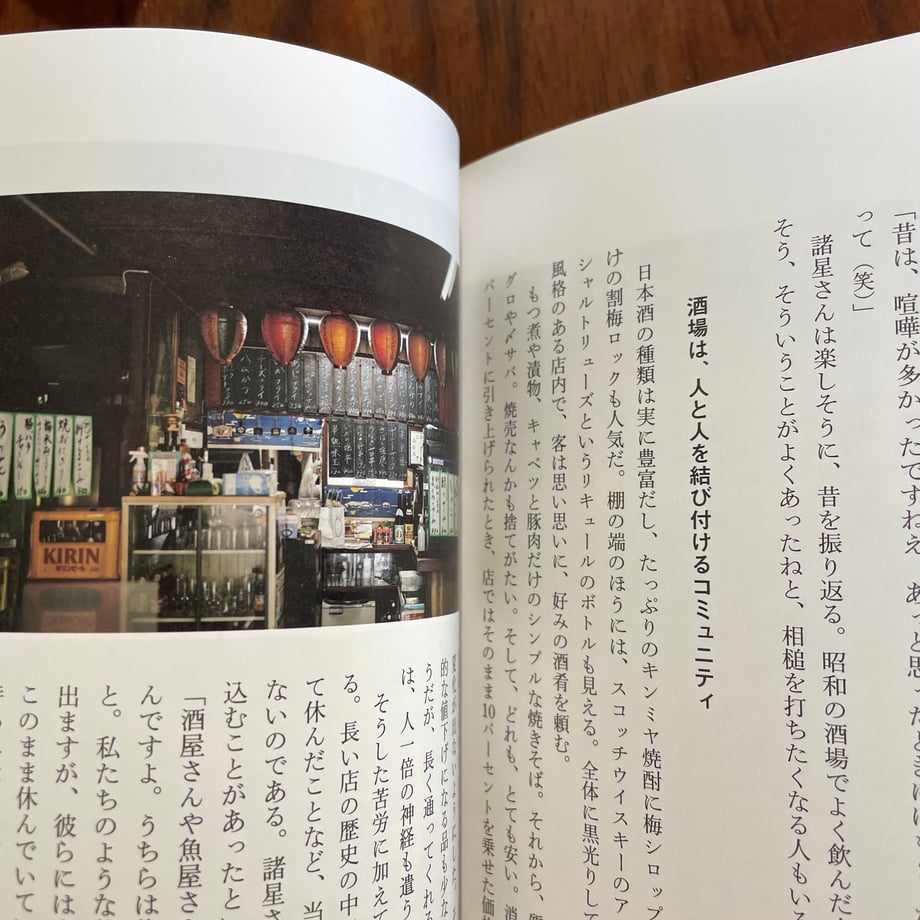 「昔は、喧嘩が多かったですねえ。あっと思ったときは
って（笑）」
諸星さんは楽しそうに、昔を振り返る。昭和の酒場でよく飲んだ
そう、そういうことがよくあったねと、相槌を打ちたくなる人もい
酒場は、人と人を結び付けるコミュニティ
日本酒の種類は実に豊富だし、たっぷりのキンミヤ焼酎に梅シロップ
けの割梅ロックも人気だ。棚の端のほうには、スコッチウイスキーのア
シャルトリューズというリキュールのボトルも見える。全体に黒光りして
風格のある店内で、客は思い思いに、好みの酒肴を頼む。
もつ煮や漬物、キャベツと豚肉だけのシンプルな焼きそば。それから、
グロや〆サバ。焼売なんかも捨てがたい。そして、どれも、とても安い。消
パーセントに引き上げられたとき、店ではそのまま10パーセントを乗せた価
KIRIN
キリンビール
焼おにぎり
梅水
的な値下げになる品も少な
うだが、長く通ってくれる
は、人一倍の神経も遣う
そうした苦労に加えて
る。長い店の歴史の中
て休んだことなど、当
ないのである。諸星さ
込むことがあったと
「酒屋さんや魚屋さ
んですよ。うちらは
と。私たちのような
出ますが、彼らには
このまま休んでいて